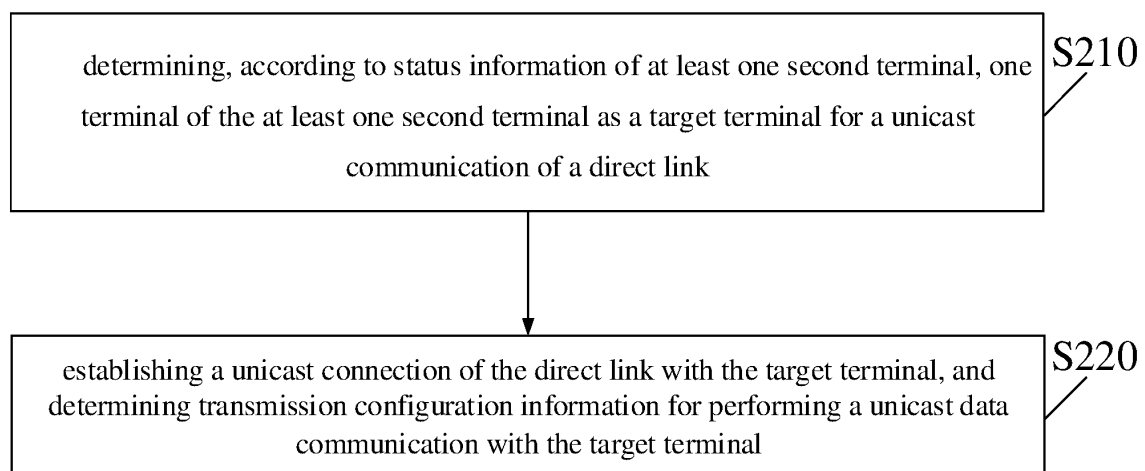 determining, according to status information of at least one second terminal, one
terminal of the at least one second terminal as a target terminal for a unicast
communication of a direct link
S210
establishing a unicast connection of the direct link with the target terminal, and
determining transmission configuration information for performing a unicast data
communication with the target terminal
S220